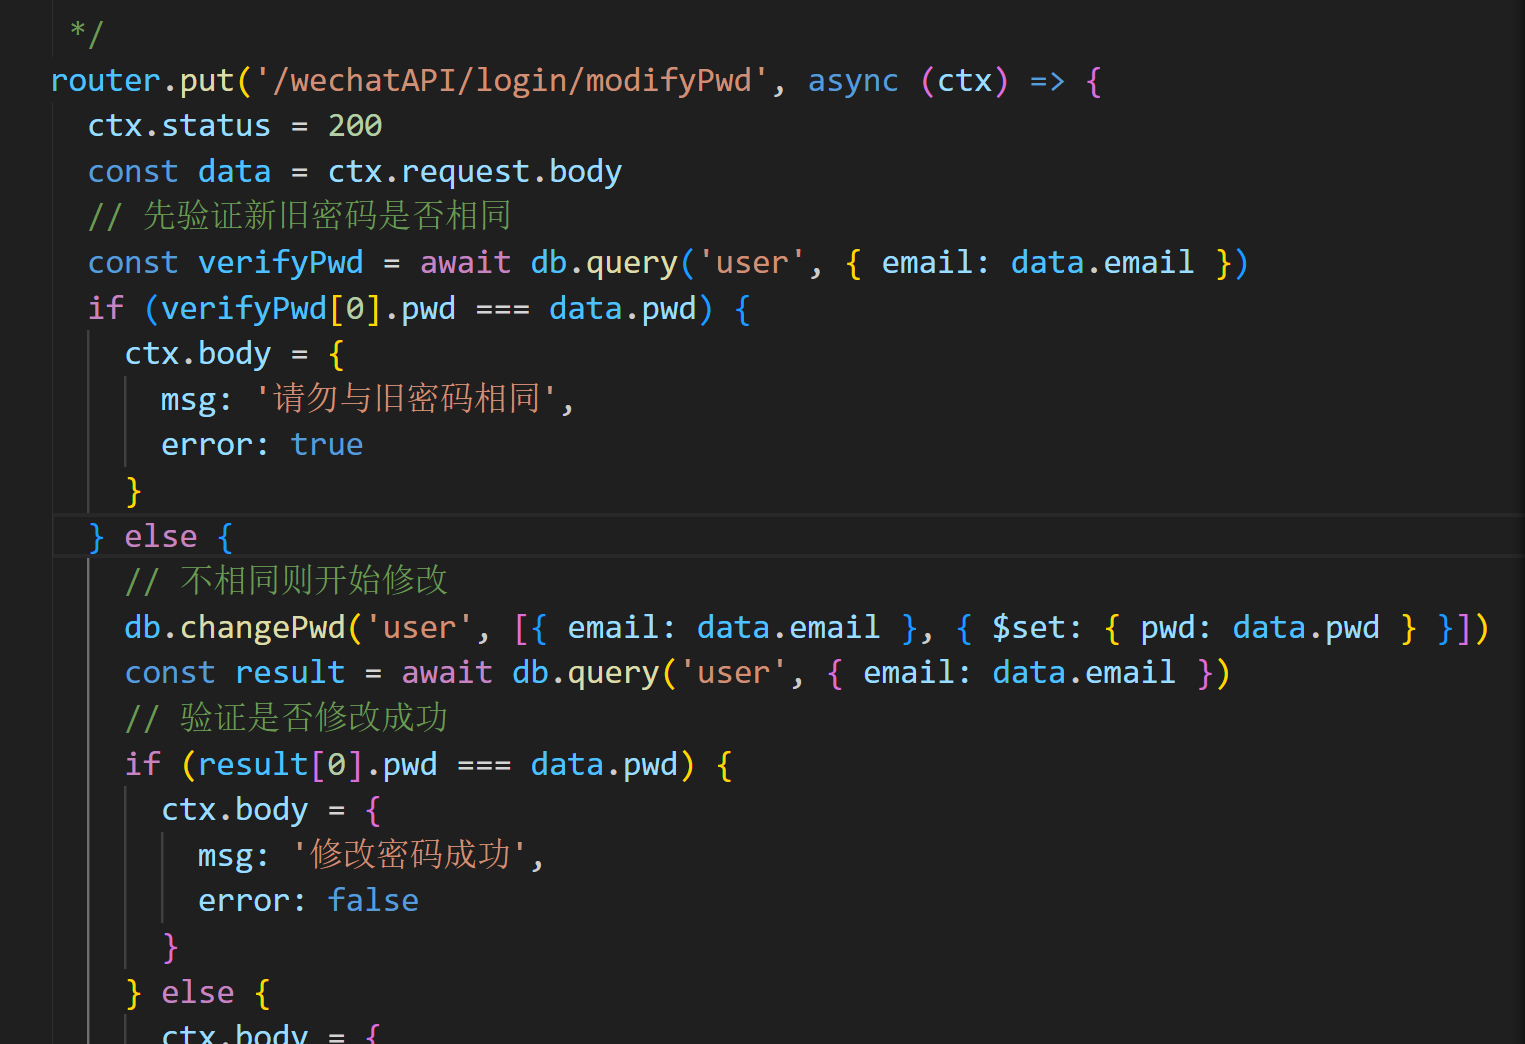 */
router.put('/wechatAPI/login/modifyPwd', async (ctx) => {
ctx.status = 200
const data = ctx.request.body
// 先验证新旧密码是否相同
const verifyPwd = await db.query('user', { email: data.email })
if (verifyPwd[0].pwd === data.pwd) {
ctx.body = {
msg: '请勿与旧密码相同',
error: true
}
} else {
// 不相同则开始修改
db.changePwd('user', [{ email: data.email }, { $set: { pwd: data.pwd } }])
const result = await db.query('user', { email: data.email })
// 验证是否修改成功
if (result[0].pwd === data.pwd) {
ctx.body = {
msg: '修改密码成功',
error: false
}
} else {
ctx.body = {